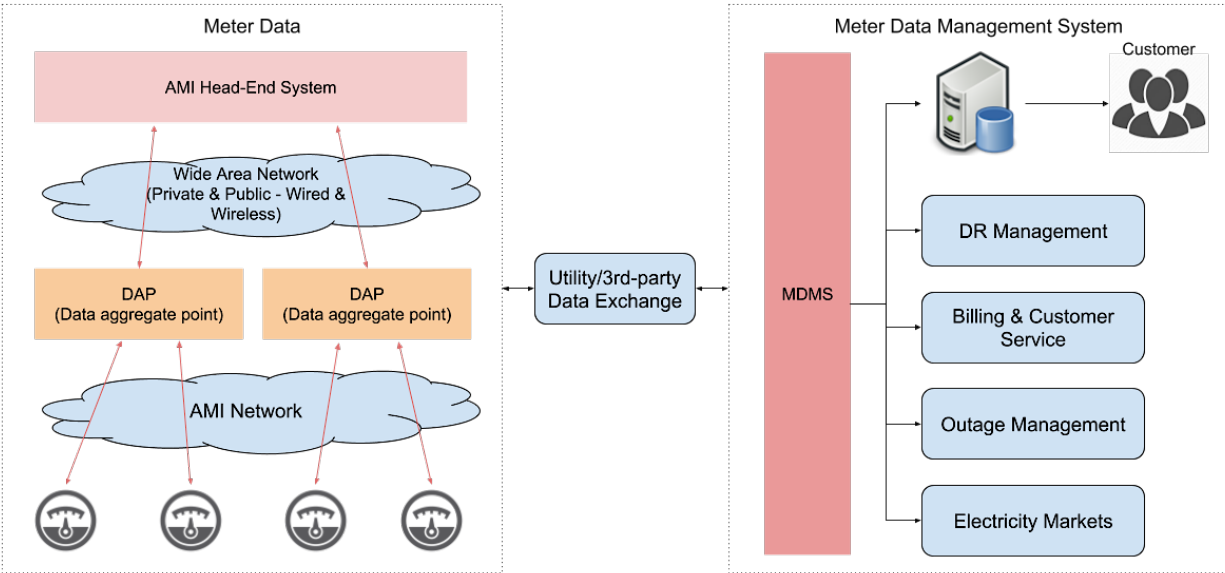 Meter Data
AMI Head-End System
Wide Area Network
(Private & Public - Wired &
Wireless)
DAP
(Data aggregate point)
DAP
(Data aggregate point)
AMI Network
Utility/3rd-party
Data Exchange
Meter Data Management System
MDMS
Customer
DR Management
Billing & Customer
Service
Outage Management
Electricity Markets